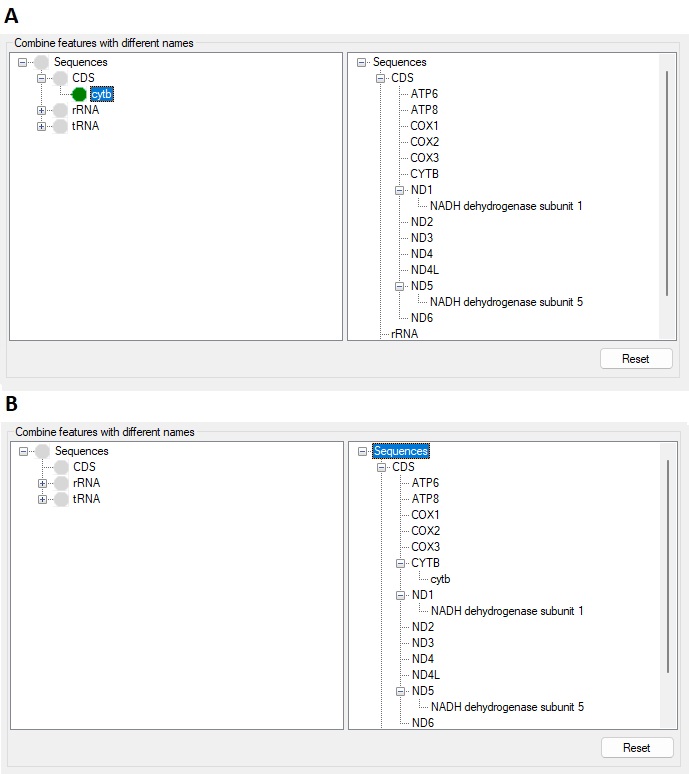 A
Combine features with different names
Sequences
CDS
cytb
rRNA
tRNA
Sequences
CDS
ATP6
ATP8
COX1
COX2
COX3
CYTB
ND1
NADH dehydrogenase subunit 1
ND2
ND3
ND4
ND4L
ND5
NADH dehydrogenase subunit 5
ND6
rRNA
Reset
B
Combine features with different names
Sequences
CDS
rRNA
tRNA
Sequences
CDS
ATP6
ATP8
COX1
COX2
COX3
CYTB
cytb
ND1
NADH dehydrogenase subunit 1
ND2
ND3
ND4
ND4L
ND5
NADH dehydrogenase subunit 5
ND6
Reset